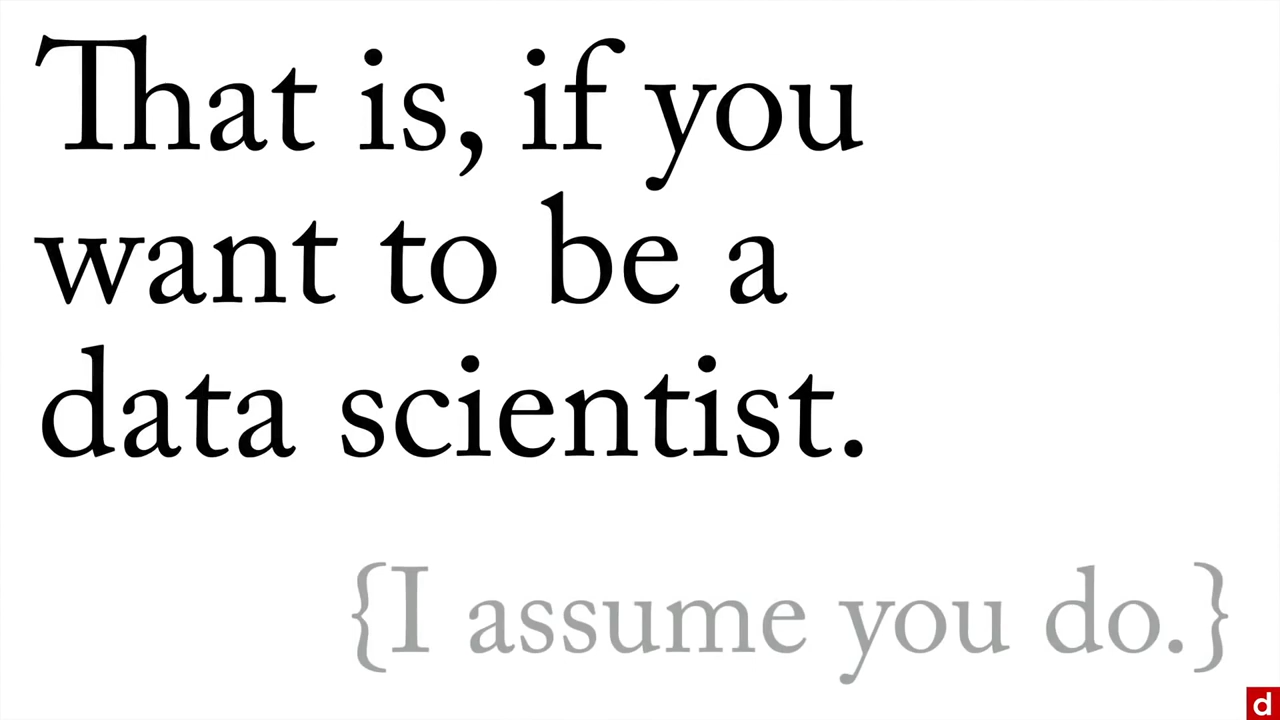 That is, if you
want to be a
data scientist.
{I assume you do.}
d